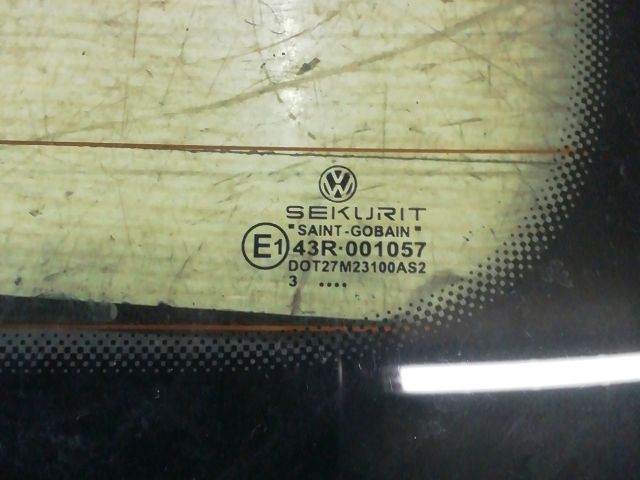 SEKURIT
"SAINT-GOBAIN"
E1 43R-001057
DOT27M23100AS2
3 ....